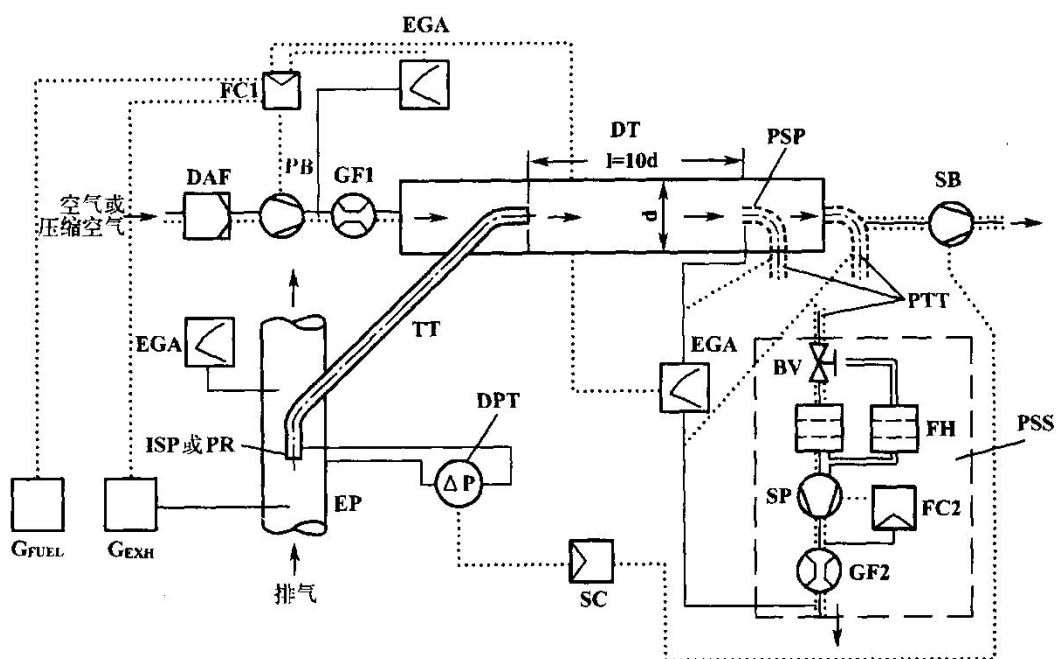 EGA
FC1
DT
l=10d
PSP
PB
DAF
GF1
SB
空气或
压缩空气
d
TT
PTT
EGA
EGA
BV
DPT
FH
PSS
ISP或PR
ΔP
SP
EP
FC2
GFUEL
GEXH
GF2
SC
排气